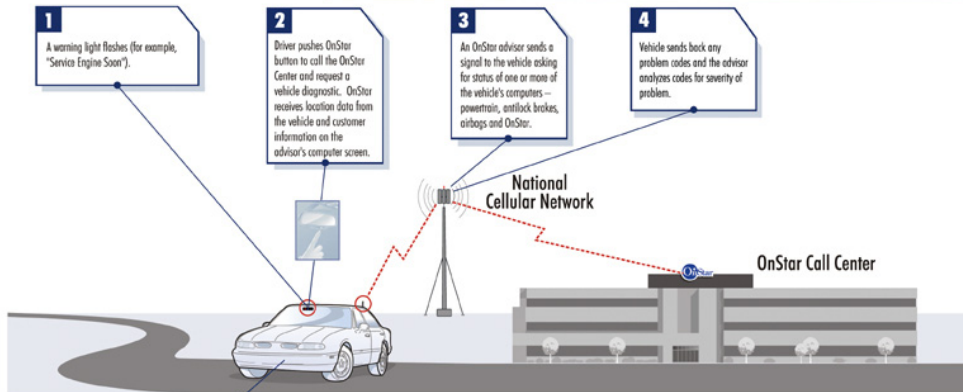 1
A warning light flashes (for example,
"Service Engine Soon").
2
Driver pushes OnStar
button to call the OnStar
Center and request a
vehicle diagnostic. OnStar
receives location data from
the vehicle and customer
information on the
advisor's computer screen.
3
An OnStar advisor sends a
signal to the vehicle asking
for status of one or more of
the vehicle's computers –
powertrain, antilock brakes,
airbags and OnStar.
4
Vehicle sends back any
problem codes and the advisor
analyzes codes for severity of
problem.
National
Cellular Network
OnStar
OnStar Call Center